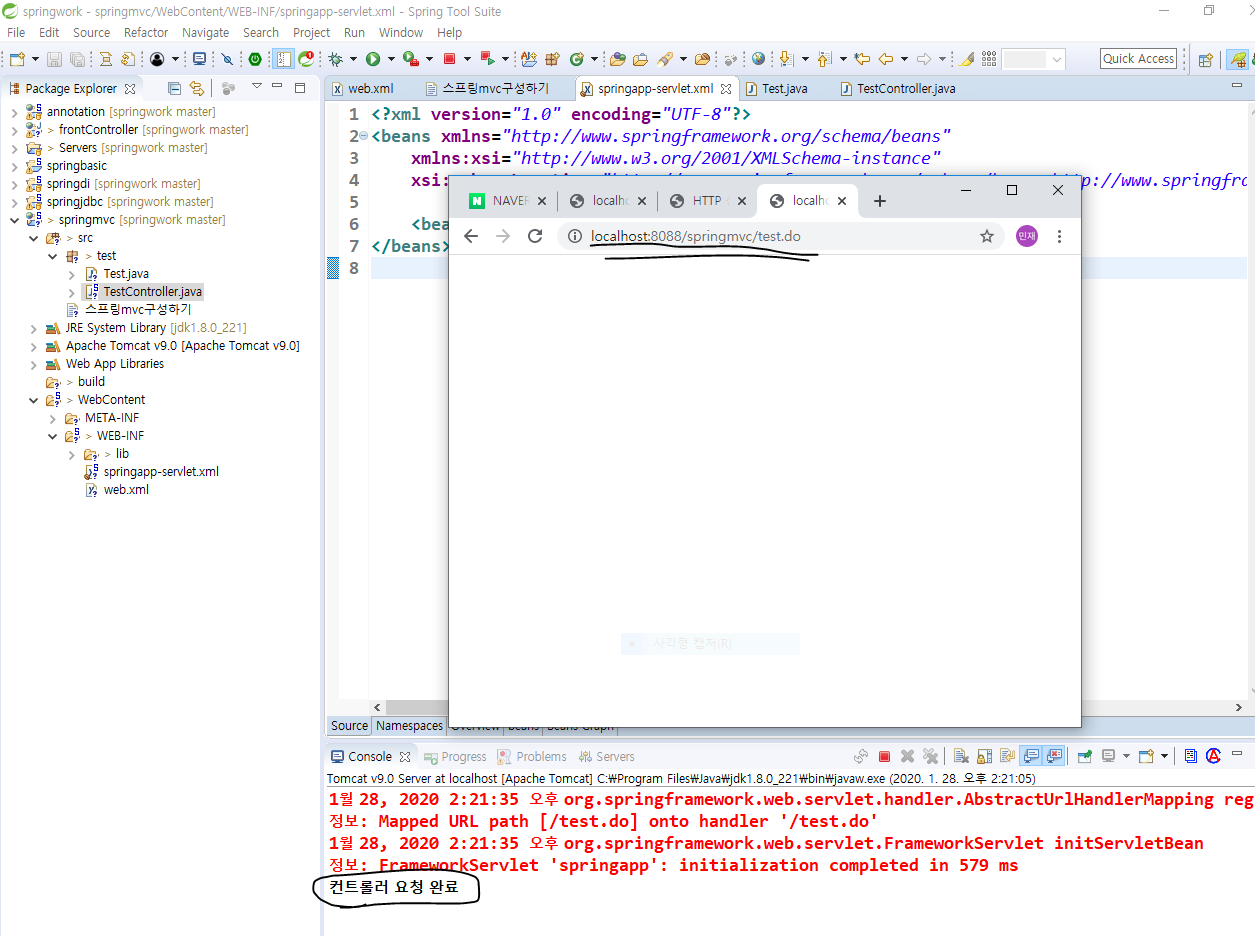 springwork - springmvc/WebContent/WEB-INF/springapp-servlet.xml - Spring Tool Suite
File Edit Source Refactor Navigate Search Project Run Window Help
Quick Access
Package Explorer
annotation [springwork master]
> frontController [springwork master]
> Servers [springwork master]
springbasic
springdi [springwork master]
springjdbc [springwork master]
> springmvc [springwork master]
> src
> test
Test.java
TestController.java
스프링mvc구성하기
JRE System Library [jdk1.8.0_221]
Apache Tomcat v9.0 [Apache Tomcat v9.0]
Web App Libraries
> build
> WebContent
META-INF
> WEB-INF
> lib
springapp-servlet.xml
web.xml
web.xml 스프링mvc구성하기 springapp-servlet.xml Test.java TestController.java
1 <?xml version="1.0" encoding="UTF-8"?>
2 <beans xmlns="http://www.springframework.org/schema/beans"
3 xmlns:xsi="http://www.w3.org/2001/XMLSchema-instance"
4 xsi: http://www.springfra
5
6 <bea
7 </beans>
8
NAVER localh HTTP localh
localhost:8088/springmvc/test.do
민재
사각형 캡처(R)
Source Namespaces Overview beans Beans Graph
Console Progress Problems Servers
Tomcat v9.0 Server at localhost [Apache Tomcat] C:₩Program Files₩Java₩jdk1.8.0_221₩bin₩javaw.exe (2020. 1. 28. 오후 2:21:05)
1월 28, 2020 2:21:35 오후 org.springframework.web.servlet.handler.AbstractUrlHandlerMapping reg
정보: Mapped URL path [/test.do] onto handler '/test.do'
1월 28, 2020 2:21:35 오후 org.springframework.web.servlet.FrameworkServlet initServletBean
정보: FrameworkServlet 'springapp': initialization completed in 579 ms
컨트롤러 요청 완료